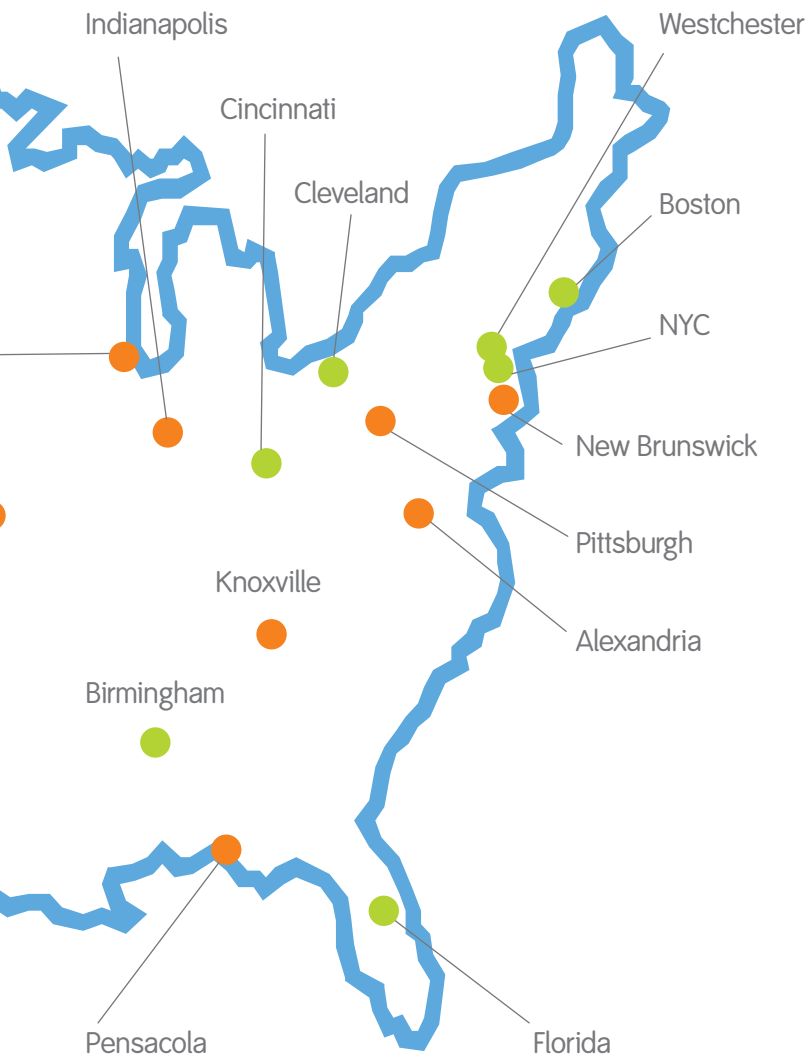 Indianapolis
Westchester
Cincinnati
Cleveland
Boston
NYC
New Brunswick
Pittsburgh
Knoxville
Alexandria
Birmingham
Pensacola
Florida